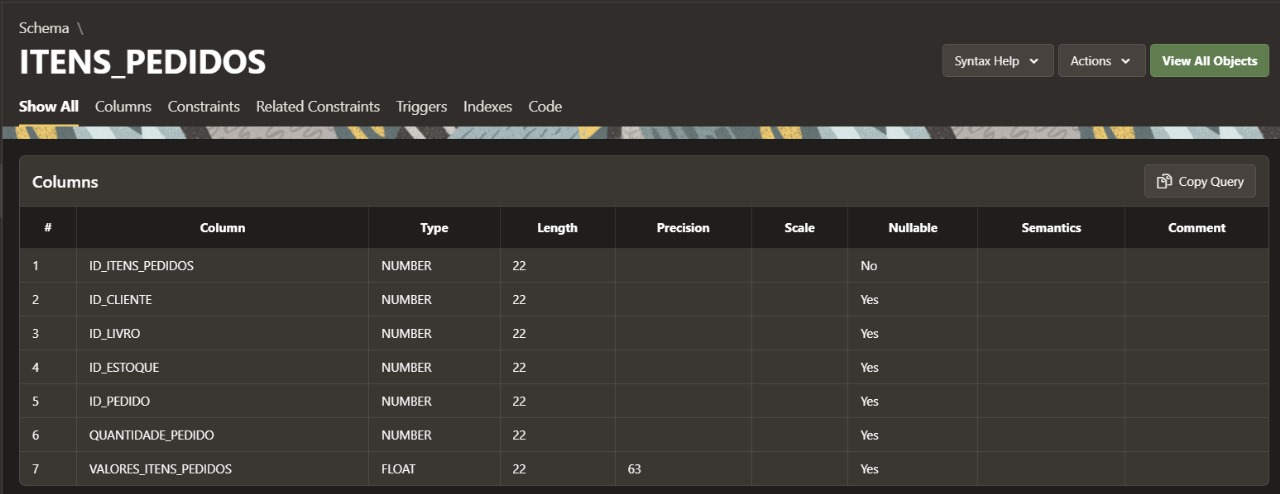 Schema \
ITENS_PEDIDOS
Syntax Help Actions View All Objects
Show All Columns Constraints Related Constraints Triggers Indexes Code
Columns
Copy Query
# Column Type Length Precision Scale Nullable Semantics Comment
1 ID_ITENS_PEDIDOS NUMBER 22 No
2 ID_CLIENTE NUMBER 22 Yes
3 ID_LIVRO NUMBER 22 Yes
4 ID_ESTOQUE NUMBER 22 Yes
5 ID_PEDIDO NUMBER 22 Yes
6 QUANTIDADE_PEDIDO NUMBER 22 Yes
7 VALORES_ITENS_PEDIDOS FLOAT 22 63 Yes